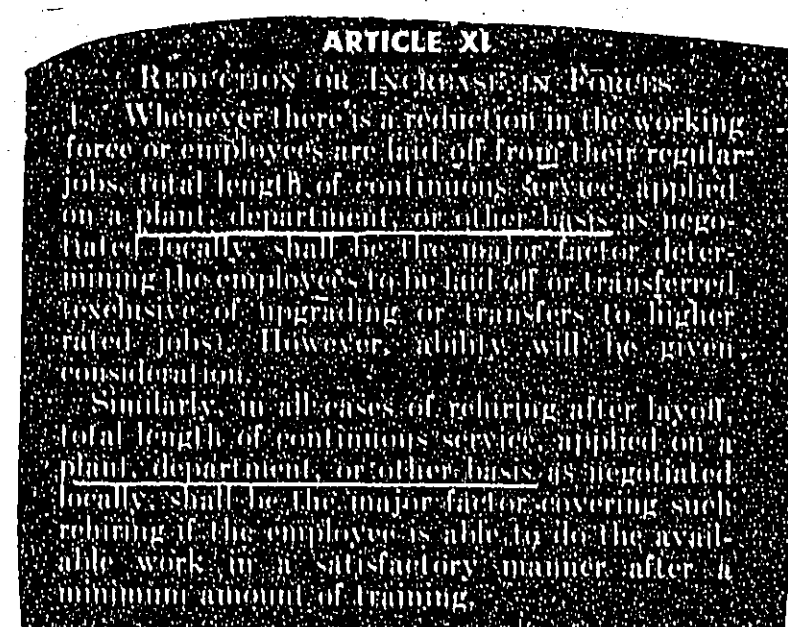 ARTICLE XI
REDUCTION OR INCREASE IN FORCES
1. Whenever there is a reduction in the working
force or employees are laid off from their regular
jobs, total length of continuous service, applied
on a plant, department, or other basis as nego-
tiated locally, shall be the major factor deter-
mining the employees to be laid off or transferred
(exclusive of upgrading or transfers to higher
rated jobs). However, ability will be given
consideration.
Similarly, in all cases of rehiring after layoff,
total length of continuous service, applied on a
plant, department, or other basis as negotiated
locally, shall be the major factor covering such
rehiring if the employee is able to do the avail-
able work in a satisfactory manner after a
minimum amount of training.